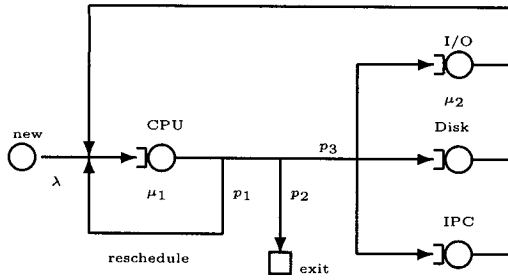 I/O
μ2
new
CPU
p3
Disk
λ
μ1
p1
p2
IPC
reschedule
exit